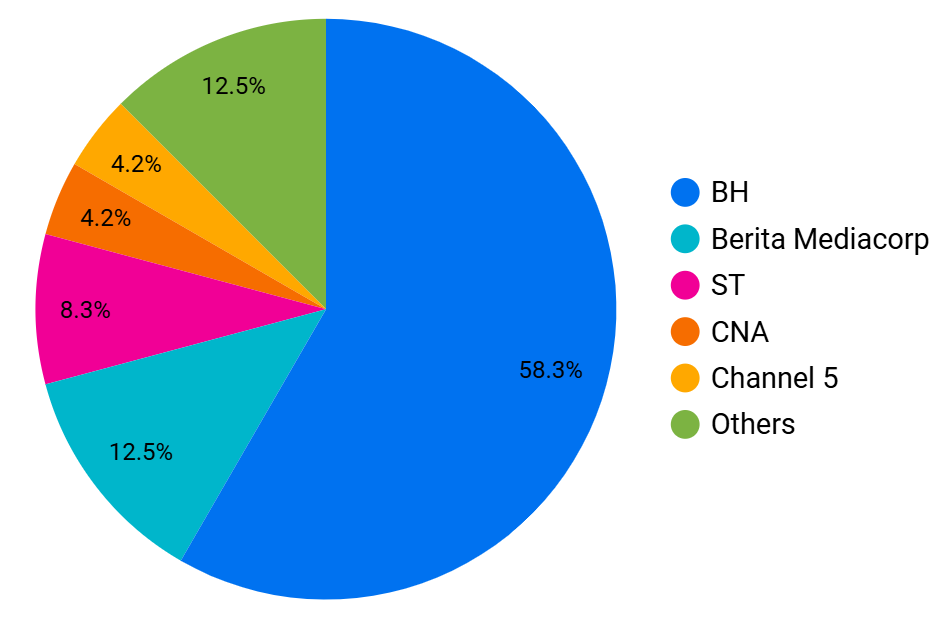 12.5%
4.2%
4.2%
8.3%
12.5%
58.3%
BH
Berita Mediacorp
ST
CNA
Channel 5
Others